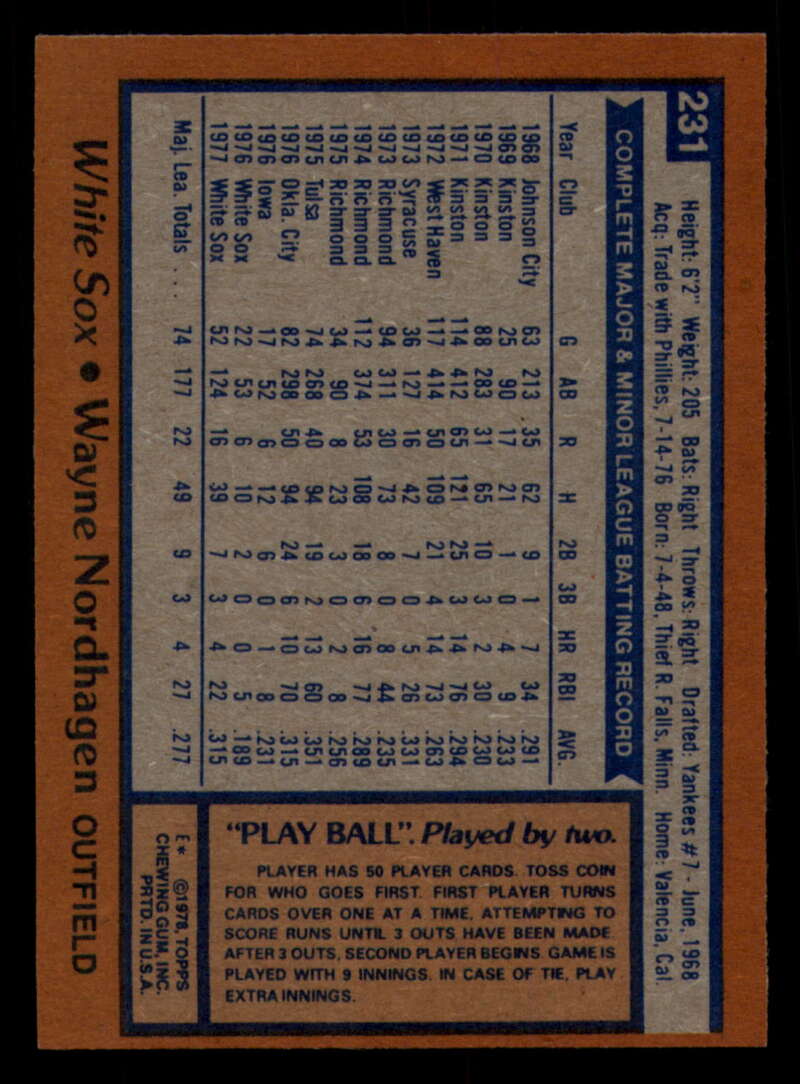 231
Height: 6'2" Weight: 205 Bats: Right Throws: Right Drafted: Yankees #7 - June, 1968
Acq: Trade with Phillies, 7-14-76 Born: 7-4-48, Thief R. Falls, Minn. Home: Valencia, Cal.
COMPLETE MAJOR & MINOR LEAGUE BATTING RECORD
Year Club G AB R H 2B 3B HR RBI AVG.
1968 Johnson City 63 213 35 62 9 1 7 34 .291
1969 Kinston 25 90 17 21 1 0 4 9 .233
1970 Kinston 88 283 31 65 10 3 2 30 .230
1971 Kinston 114 412 65 121 25 3 14 76 .294
1972 West Haven 117 414 50 109 21 4 14 73 .263
1973 Syracuse 36 127 16 42 7 0 5 26 .331
1973 Richmond 94 311 30 73 8 0 8 44 .235
1974 Richmond 112 374 53 108 18 6 16 77 .289
1975 Richmond 34 90 8 23 3 0 2 8 .256
1975 Tulsa 74 268 40 94 19 2 13 60 .351
1976 Okla. City 82 298 50 94 24 6 10 70 .315
1976 Iowa 17 52 6 12 6 0 1 8 .231
1976 White Sox 22 53 6 10 2 0 0 5 .189
1977 White Sox 52 124 16 39 7 3 4 22 .315
Maj. Lea. Totals . . . 74 177 22 49 9 3 4 27 .277
White Sox • Wayne Nordhagen OUTFIELD
"PLAY BALL". Played by two.
PLAYER HAS 50 PLAYER CARDS. TOSS COIN
FOR WHO GOES FIRST. FIRST PLAYER TURNS
CARDS OVER ONE AT A TIME, ATTEMPTING TO
SCORE RUNS UNTIL 3 OUTS HAVE BEEN MADE.
AFTER 3 OUTS, SECOND PLAYER BEGINS. GAME IS
PLAYED WITH 9 INNINGS. IN CASE OF TIE, PLAY
EXTRA INNINGS.
E* ©1978, TOPPS
CHEWING GUM, INC.
PRTD. IN U.S.A.